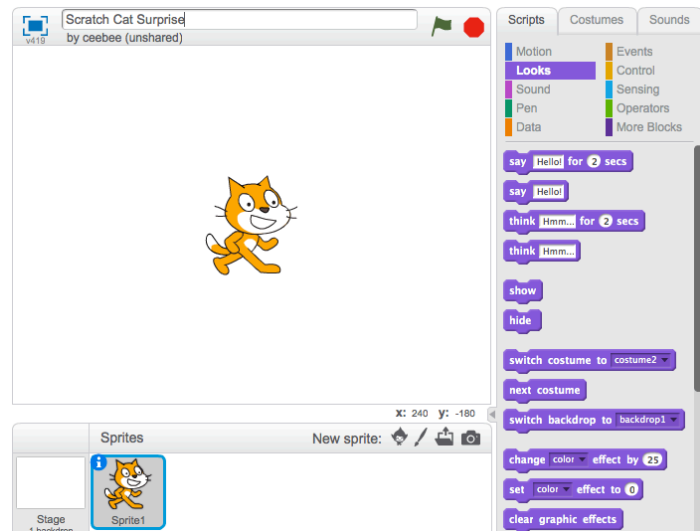 Scratch Cat Surprise
by ceebee (unshared)
v419
Scripts Costumes Sounds
Motion Events
Looks Control
Sound Sensing
Pen Operators
Data More Blocks
say Hello! for 2 secs
say Hello!
think Hmm... for 2 secs
think Hmm...
show
hide
switch costume to costume2
next costume
switch backdrop to backdrop1
change color effect by 25
set color effect to 0
clear graphic effects
x: 240 y: -180
Sprites New sprite:
Stage
1 backdrop
Sprite1